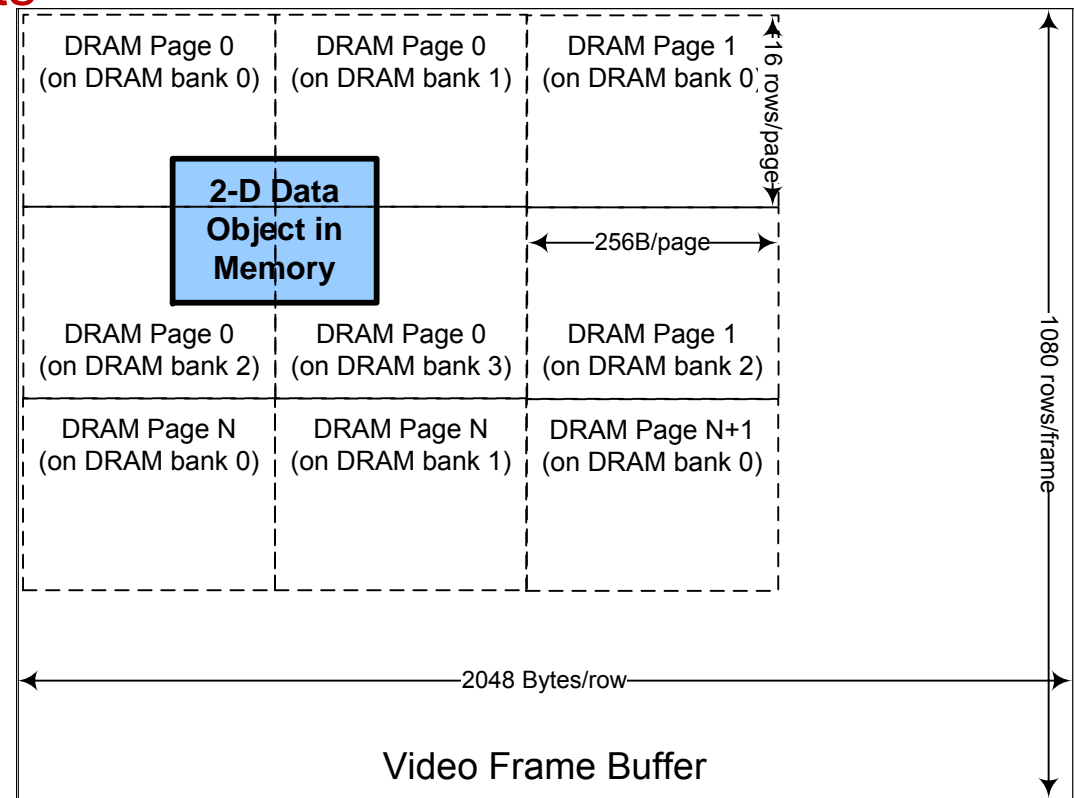 DRAM Page 0
(on DRAM bank 0)
DRAM Page 0
(on DRAM bank 1)
DRAM Page 1
(on DRAM bank 0)
16 rows/page
2-D Data
Object in
Memory
256B/page
DRAM Page 0
(on DRAM bank 2)
DRAM Page 0
(on DRAM bank 3)
DRAM Page 1
(on DRAM bank 2)
1080 rows/frame
DRAM Page N
(on DRAM bank 0)
DRAM Page N
(on DRAM bank 1)
DRAM Page N+1
(on DRAM bank 0)
2048 Bytes/row
Video Frame Buffer